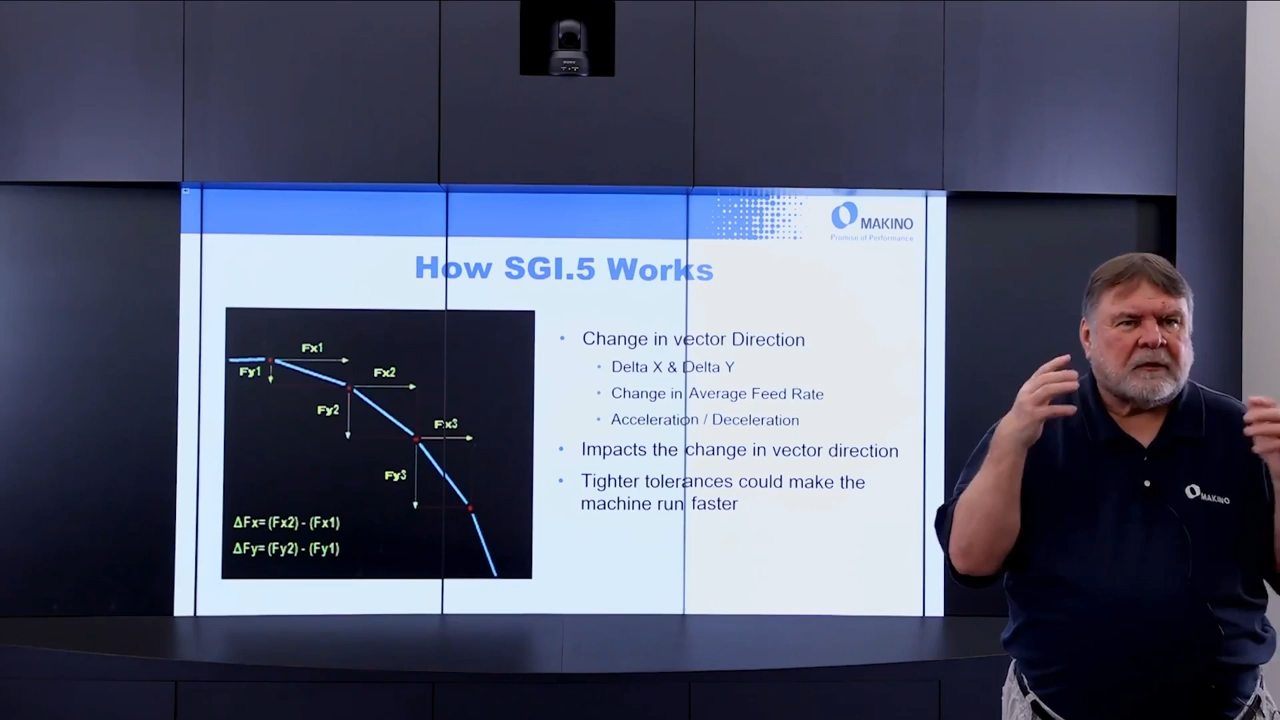 SONY
MAKINO
Promise of Performance
How SGI.5 Works
Fx1
Fy1
Fx2
Fy2
Fx3
Fy3
ΔFx=(Fx2) - (Fx1)
ΔFy=(Fy2) - (Fy1)
• Change in vector Direction
• Delta X & Delta Y
• Change in Average Feed Rate
• Acceleration / Deceleration
• Impacts the change in vector direction
• Tighter tolerances could make the
machine run faster
MAKINO